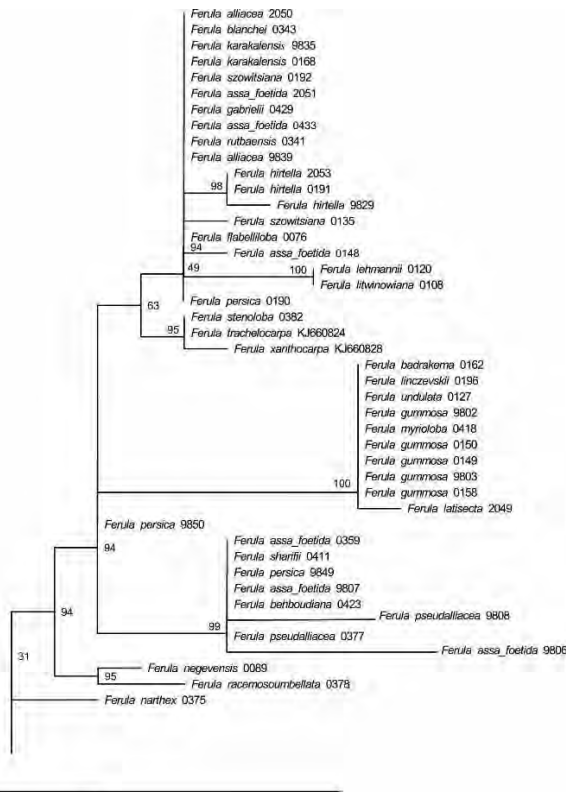 Ferula alliacea 2050
Ferula blanchei 0343
Ferula karakalensis 9835
Ferula karakalensis 0168
Ferula szowitsiana 0192
Ferula assa_foetida 2051
Ferula gabrielii 0429
Ferula assa_foetida 0433
Ferula rutbaensis 0341
Ferula alliacea 9839
Ferula hirtella 2053
98
Ferula hirtella 0191
Ferula hirtella 9829
Ferula szowitsiana 0135
Ferula flabelliloba 0076
94
Ferula assa_foetida 0148
49
100
Ferula lehmannii 0120
Ferula litwinowiana 0108
Ferula persica 0190
63
Ferula stenoloba 0382
95
Ferula trachelocarpa KJ660824
Ferula xanthocarpa KJ660828
Ferula badrakema 0162
Ferula linczevskii 0196
Ferula undulata 0127
Ferula gummosa 9802
Ferula myrioloba 0418
Ferula gummosa 0150
Ferula gummosa 0149
Ferula gummosa 9803
100
Ferula gummosa 0158
Ferula latisecta 2049
Ferula persica 9850
94
Ferula assa_foetida 0359
Ferula sharifii 0411
Ferula persica 9849
Ferula assa_foetida 9807
Ferula behboudiana 0423
Ferula pseudalliacea 9808
99
Ferula pseudalliacea 0377
Ferula assa_foetida 9806
94
31
Ferula negevensis 0089
95
Ferula racemosoumbellata 0378
Ferula narthex 0375